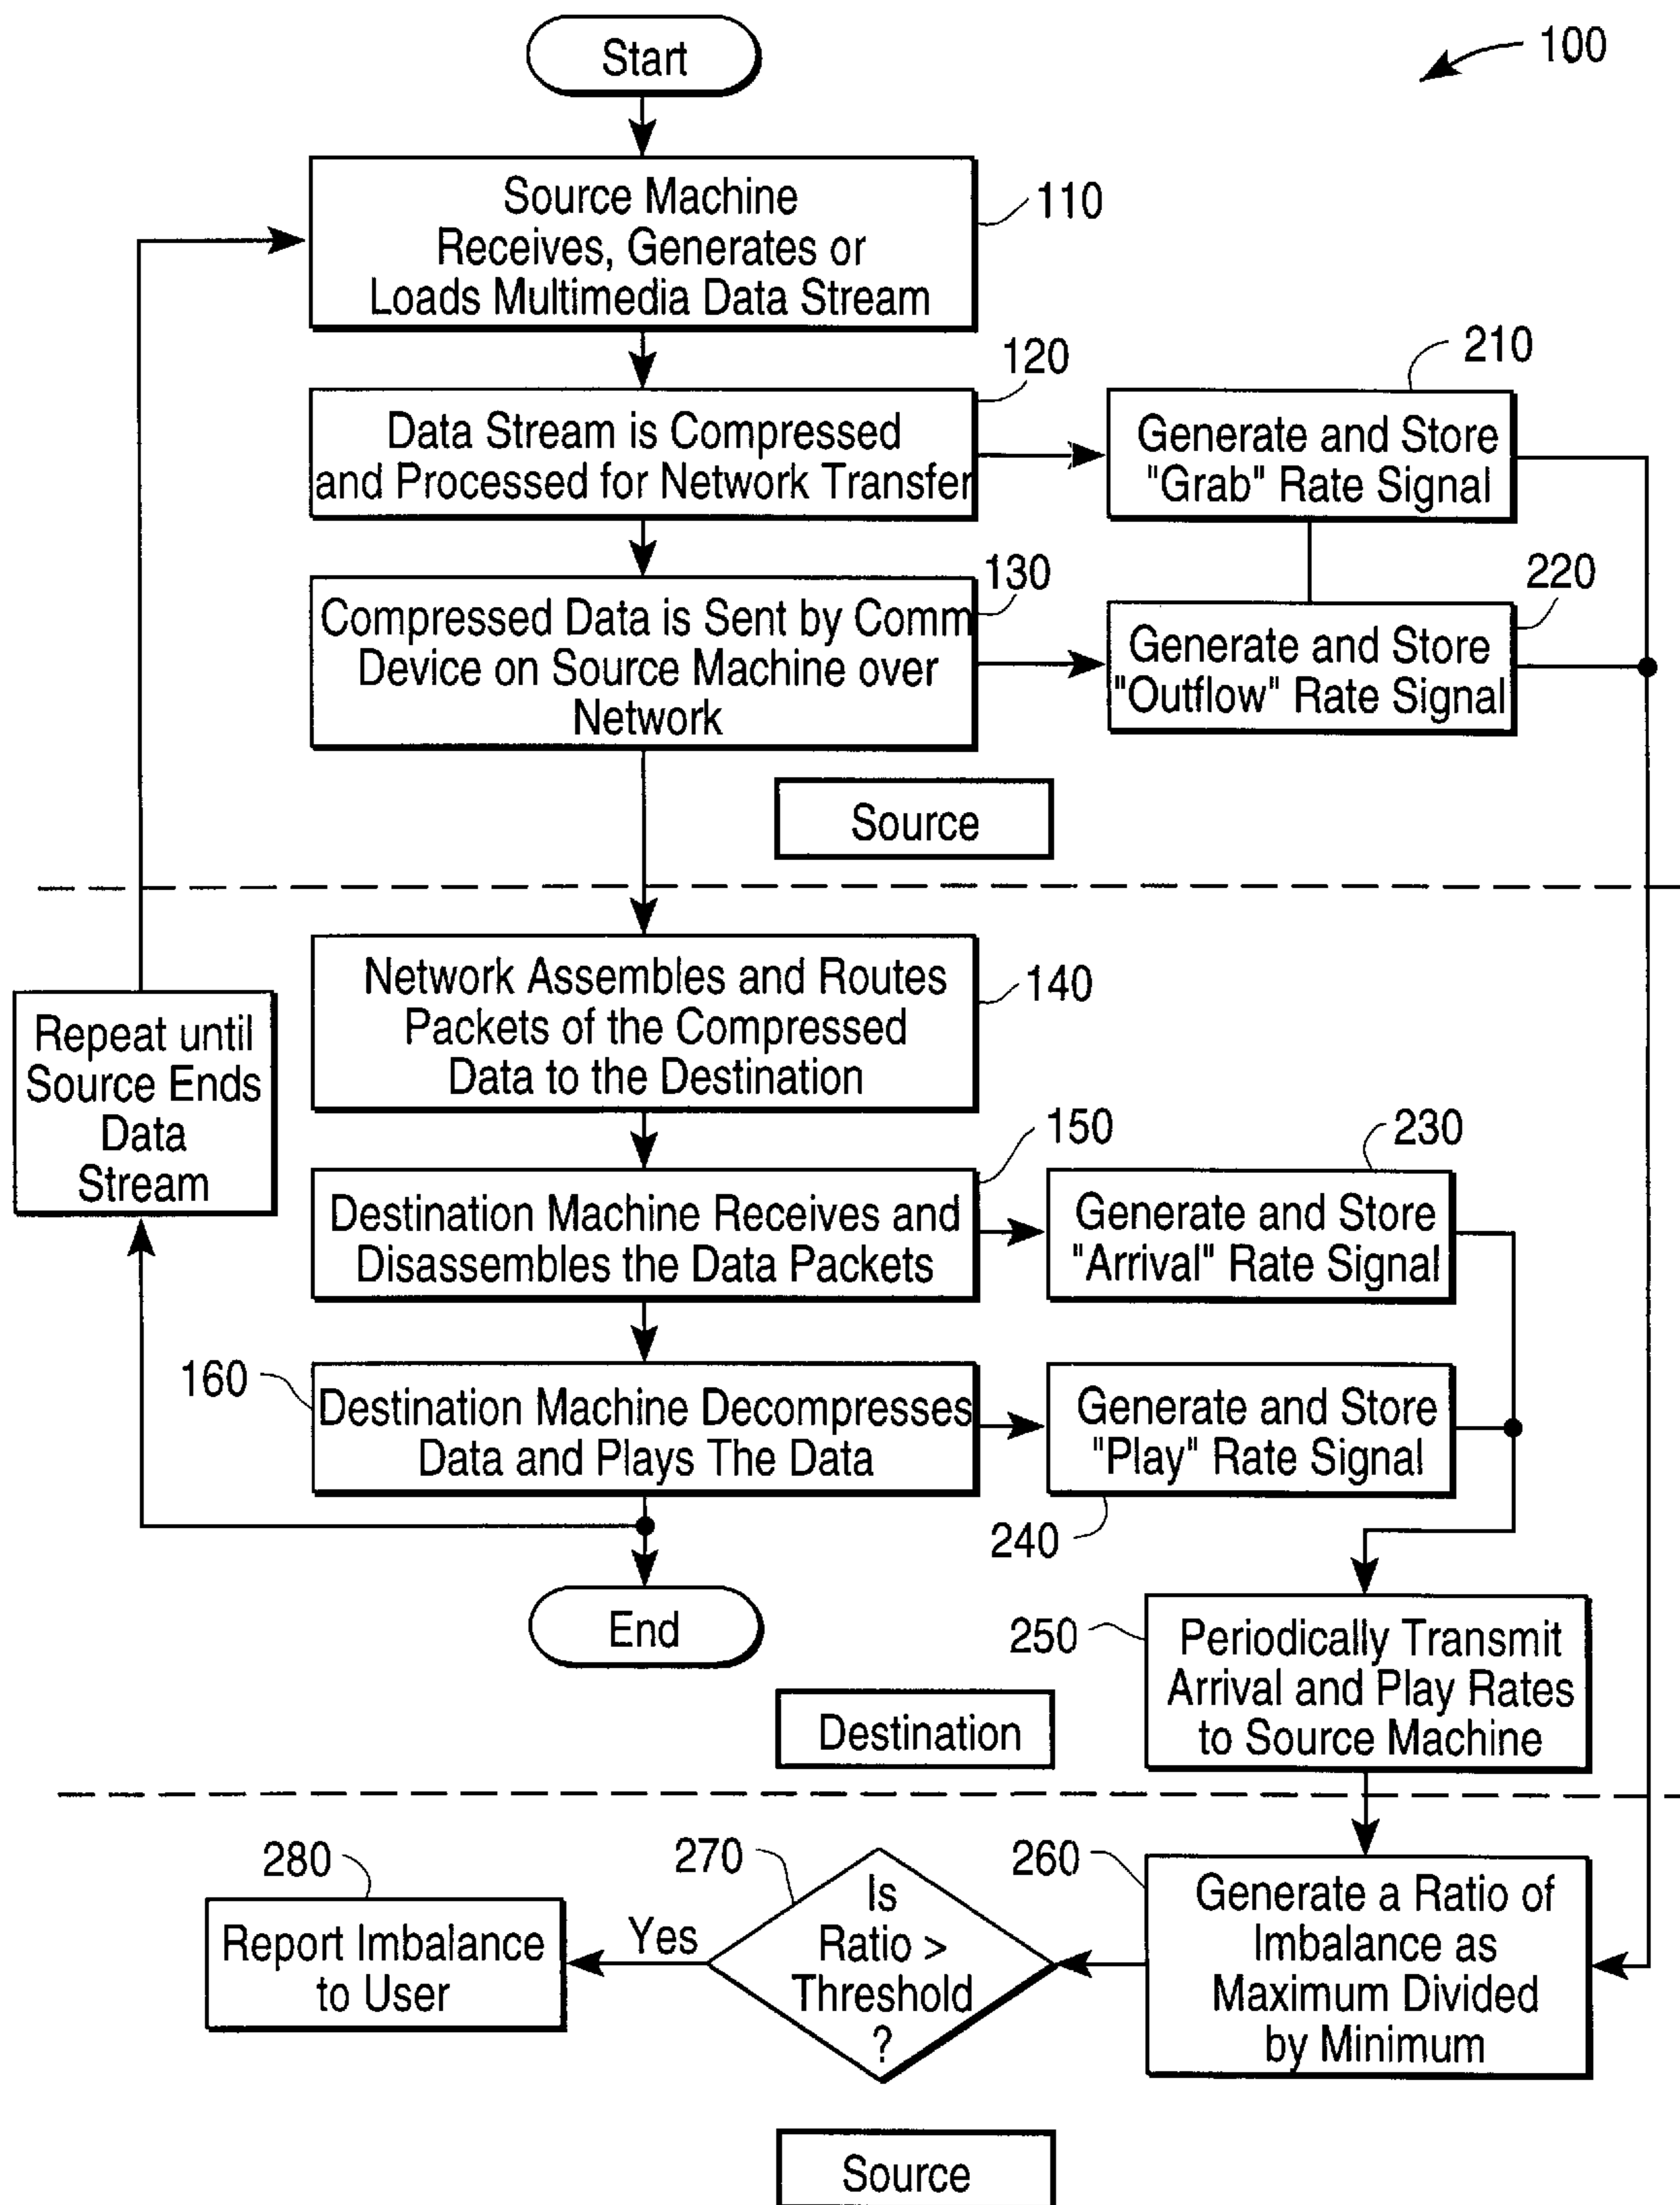 Start
100
Source Machine
Receives, Generates or
Loads Multimedia Data Stream
110
120
Data Stream is Compressed
and Processed for Network Transfer
210
Generate and Store
"Grab" Rate Signal
130
Compressed Data is Sent by Comm
Device on Source Machine over
Network
220
Generate and Store
"Outflow" Rate Signal
Source
Network Assembles and Routes
Packets of the Compressed
Data to the Destination
140
Repeat until
Source Ends
Data
Stream
150
Destination Machine Receives and
Disassembles the Data Packets
230
Generate and Store
"Arrival" Rate Signal
160
Destination Machine Decompresses
Data and Plays The Data
Generate and Store
"Play" Rate Signal
240
End
250
Periodically Transmit
Arrival and Play Rates
to Source Machine
Destination
280
Report Imbalance
to User
Yes
270
Is
Ratio >
Threshold
?
260
Generate a Ratio of
Imbalance as
Maximum Divided
by Minimum
Source